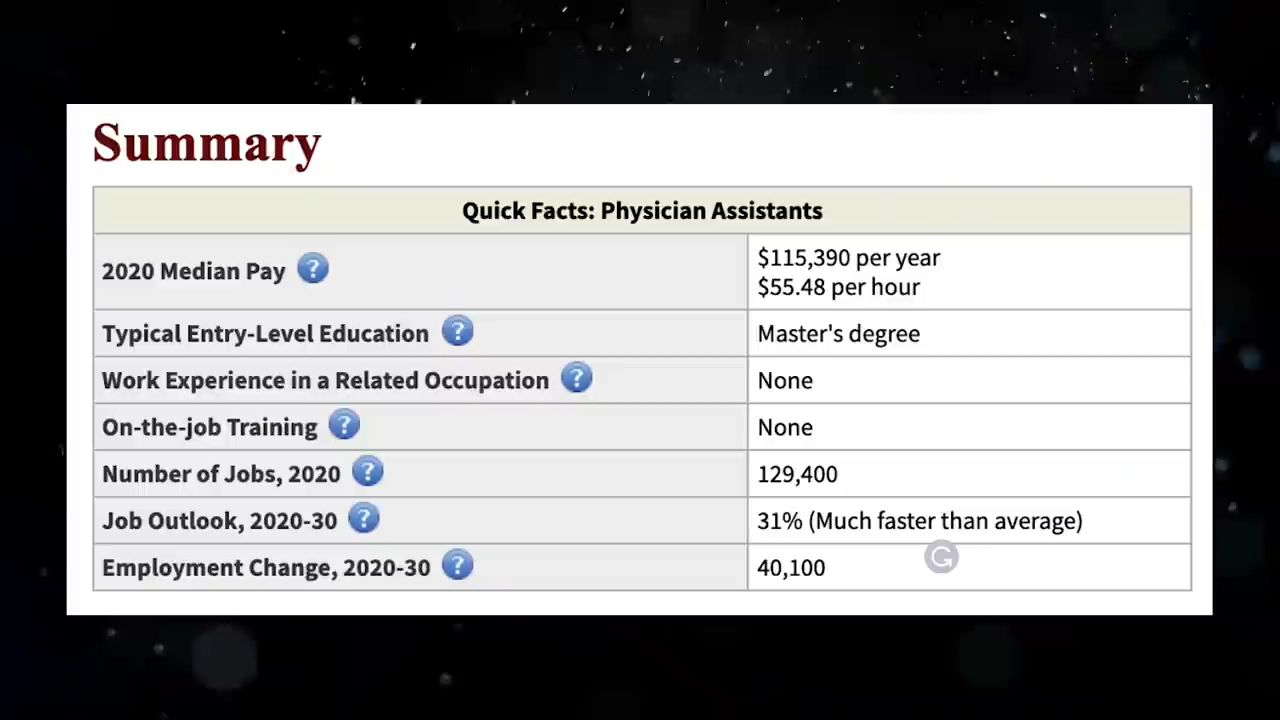 Summary
Quick Facts: Physician Assistants
2020 Median Pay ?
$115,390 per year
$55.48 per hour
Typical Entry-Level Education ?
Master's degree
Work Experience in a Related Occupation ?
None
On-the-job Training ?
None
Number of Jobs, 2020 ?
129,400
Job Outlook, 2020-30 ?
31% (Much faster than average)
Employment Change, 2020-30 ?
40,100